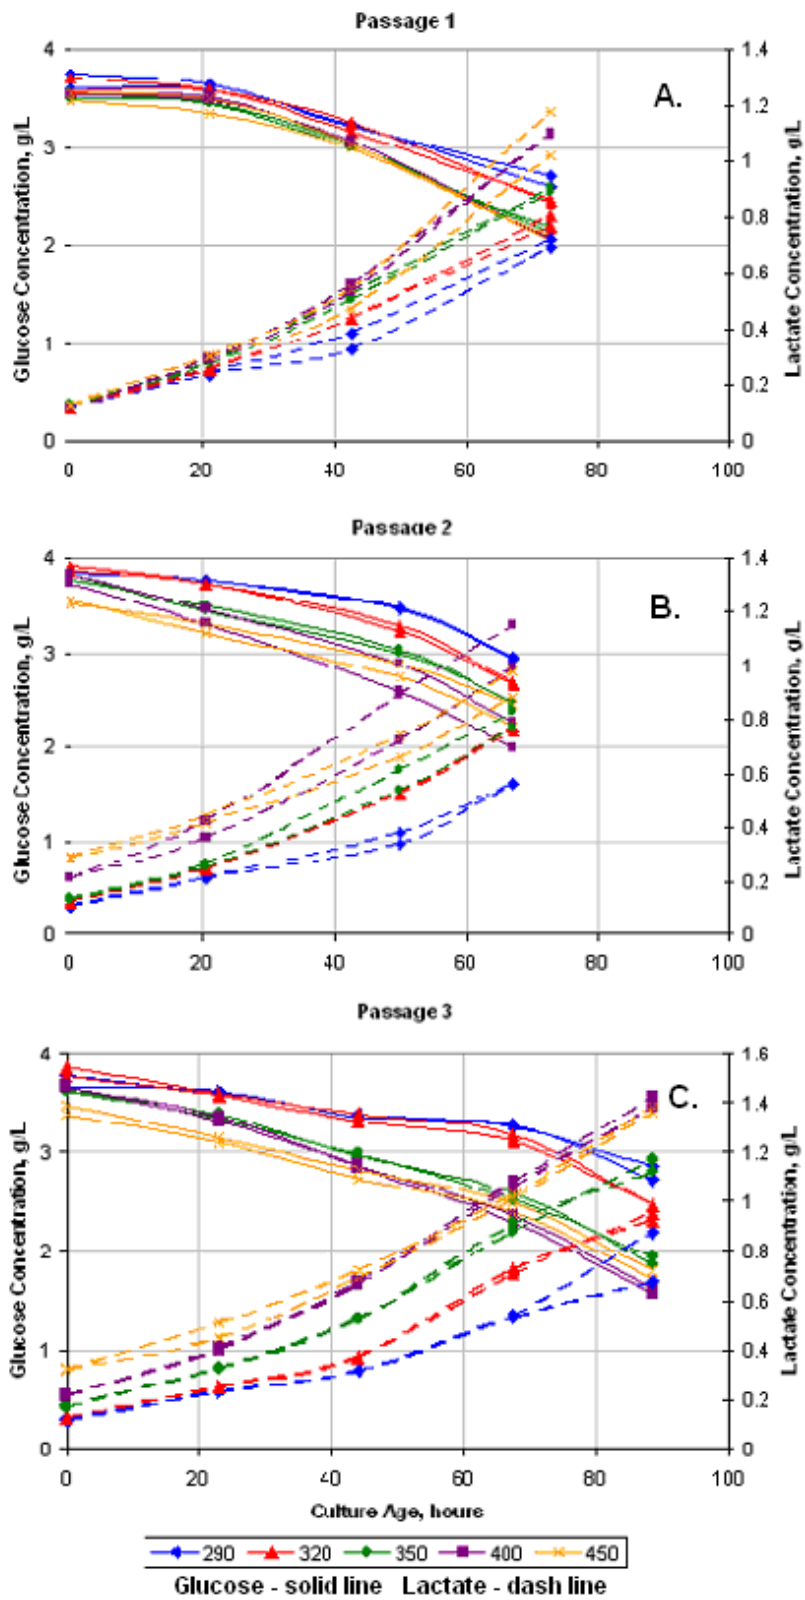 Passage 1
4
3
2
1
0
1.4
1.2
1
0.8
0.6
0.4
0.2
0
0 20 40 60 80 100
Glucose Concentration, g/L
Lactate Concentration, g/L
A.
Passage 2
4
3
2
1
0
1.4
1.2
1
0.8
0.6
0.4
0.2
0
0 20 40 60 80 100
Glucose Concentration, g/L
Lactate Concentration, g/L
B.
Passage 3
4
3
2
1
0
1.6
1.4
1.2
1
0.8
0.6
0.4
0.2
0
0 20 40 60 80 100
Glucose Concentration, g/L
Lactate Concentration, g/L
C.
Culture Age, hours
290 320 350 400 450
Glucose - solid line Lactate - dash line